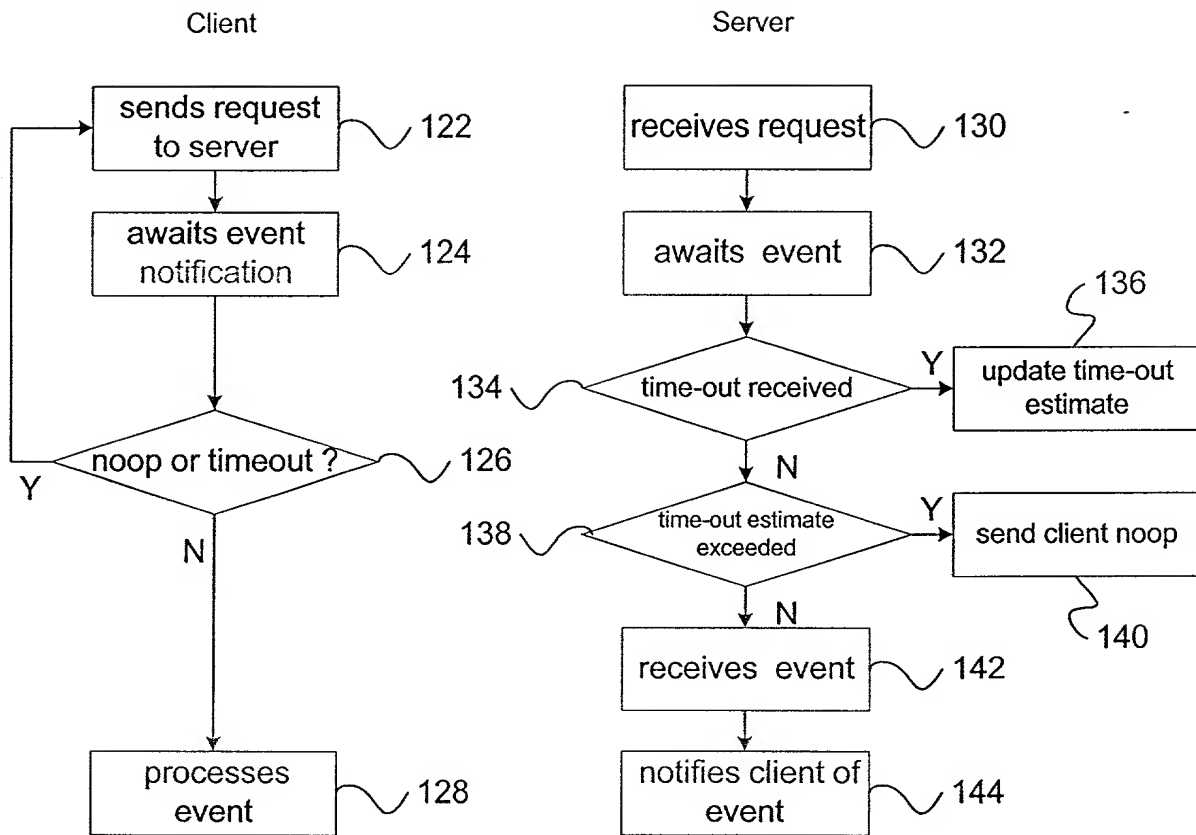 Client
sends request
to server
122
awaits event
notification
124
noop or timeout ?
126
Y
N
processes
event
128
Server
receives request
130
awaits event
132
time-out received
134
Y
update time-out
estimate
136
N
time-out estimate
exceeded
138
Y
send client noop
140
N
receives event
142
notifies client of
event
144